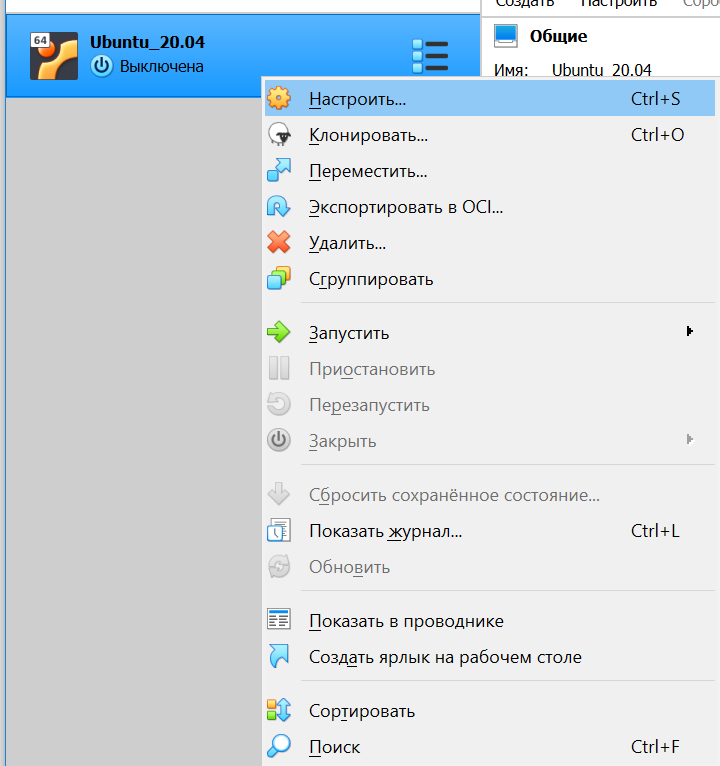 Создать Настроить
64 Ubuntu_20.04
Выключена
Общие
Имя: Ubuntu_20.04
Настроить... Ctrl+S
Клонировать... Ctrl+O
Переместить...
Экспортировать в OCI...
Удалить...
Сгруппировать
Запустить
Приостановить
Перезапустить
Закрыть
Сбросить сохранённое состояние...
Показать журнал... Ctrl+L
Обновить
Показать в проводнике
Создать ярлык на рабочем столе
Сортировать
Поиск Ctrl+F